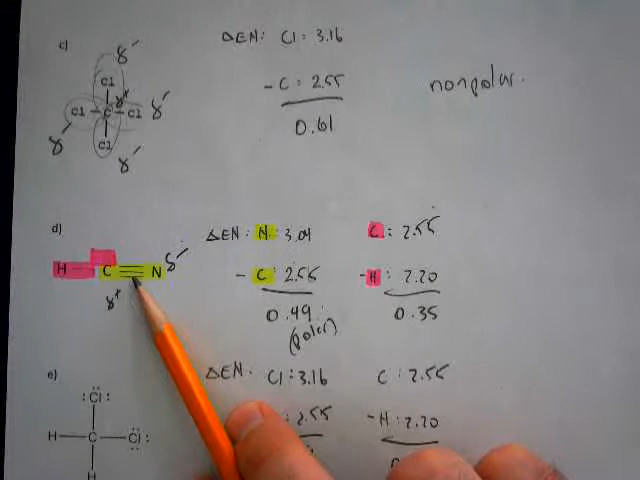 c)
ΔEN: Cl = 3.16
δ-
Cl
- C = 2.55
nonpolar.
δ+
Cl C Cl δ-
0.61
δ- Cl
δ-
d)
ΔEN: N: 3.04 C: 2.55
δ-
H C N - C: 2.55 - H: 2.20
δ+ 0.49 0.35
(polar)
e)
ΔEN: Cl: 3.16 C: 2.55
:Cl:
2.55 - H: 2.20
H C Cl:
H